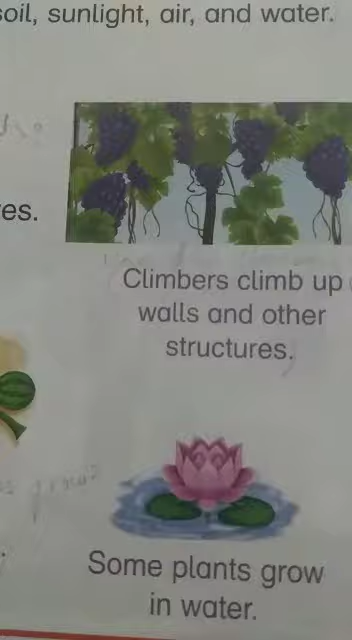 soil, sunlight, air, and water.
es.
Climbers climb up
walls and other
structures.
Some plants grow
in water.